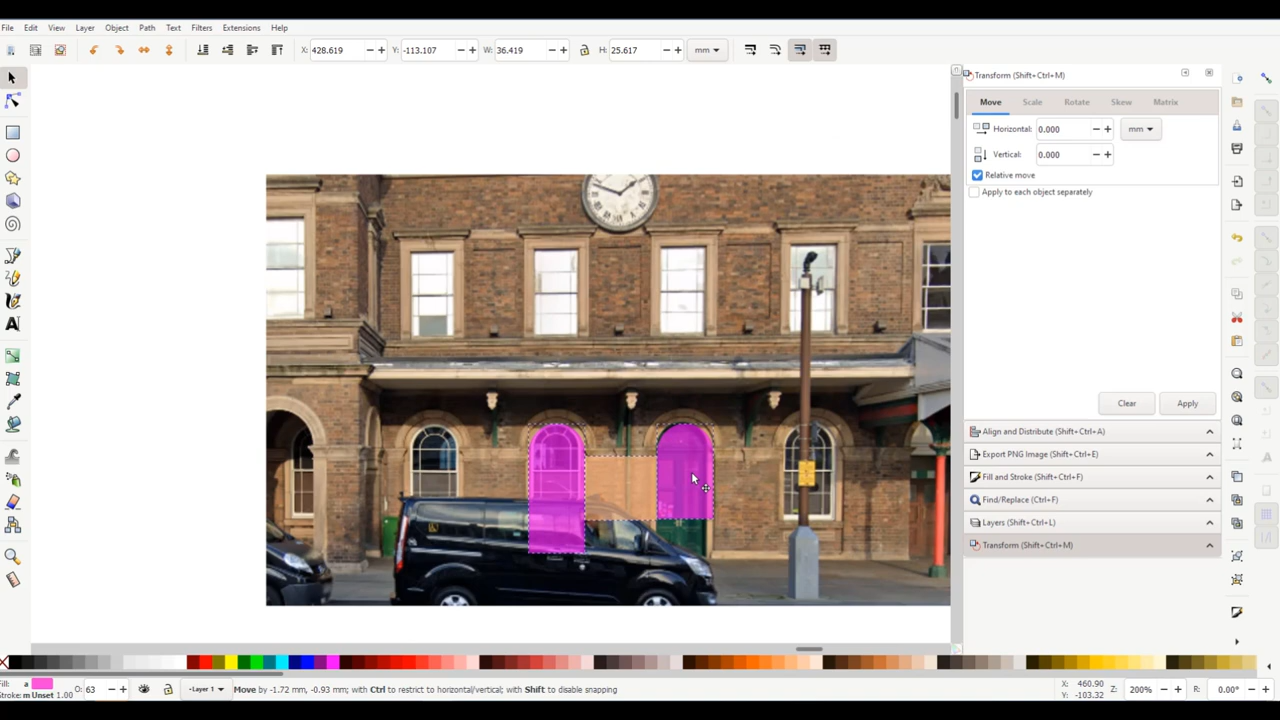 File Edit View Layer Object Path Text Filters Extensions Help
X: 428.619 Y: -113.107 W: 36.419 H: 25.617 mm
Transform (Shift+Ctrl+M)
Move Scale Rotate Skew Matrix
Horizontal: 0.000 mm
Vertical: 0.000
Relative move
Apply to each object separately
Clear Apply
Align and Distribute (Shift+Ctrl+A)
Export PNG Image (Shift+Ctrl+E)
Fill and Stroke (Shift+Ctrl+F)
Find/Replace (Ctrl+F)
Layers (Shift+Ctrl+L)
Transform (Shift+Ctrl+M)
Fill: a O: 63 -Layer 1 Move by -1.72 mm, -0.93 mm; with Ctrl to restrict to horizontal/vertical; with Shift to disable snapping X: 460.90 Z: 200% R: 0.00°
Stroke: m Unset 1.00 Y: -103.32